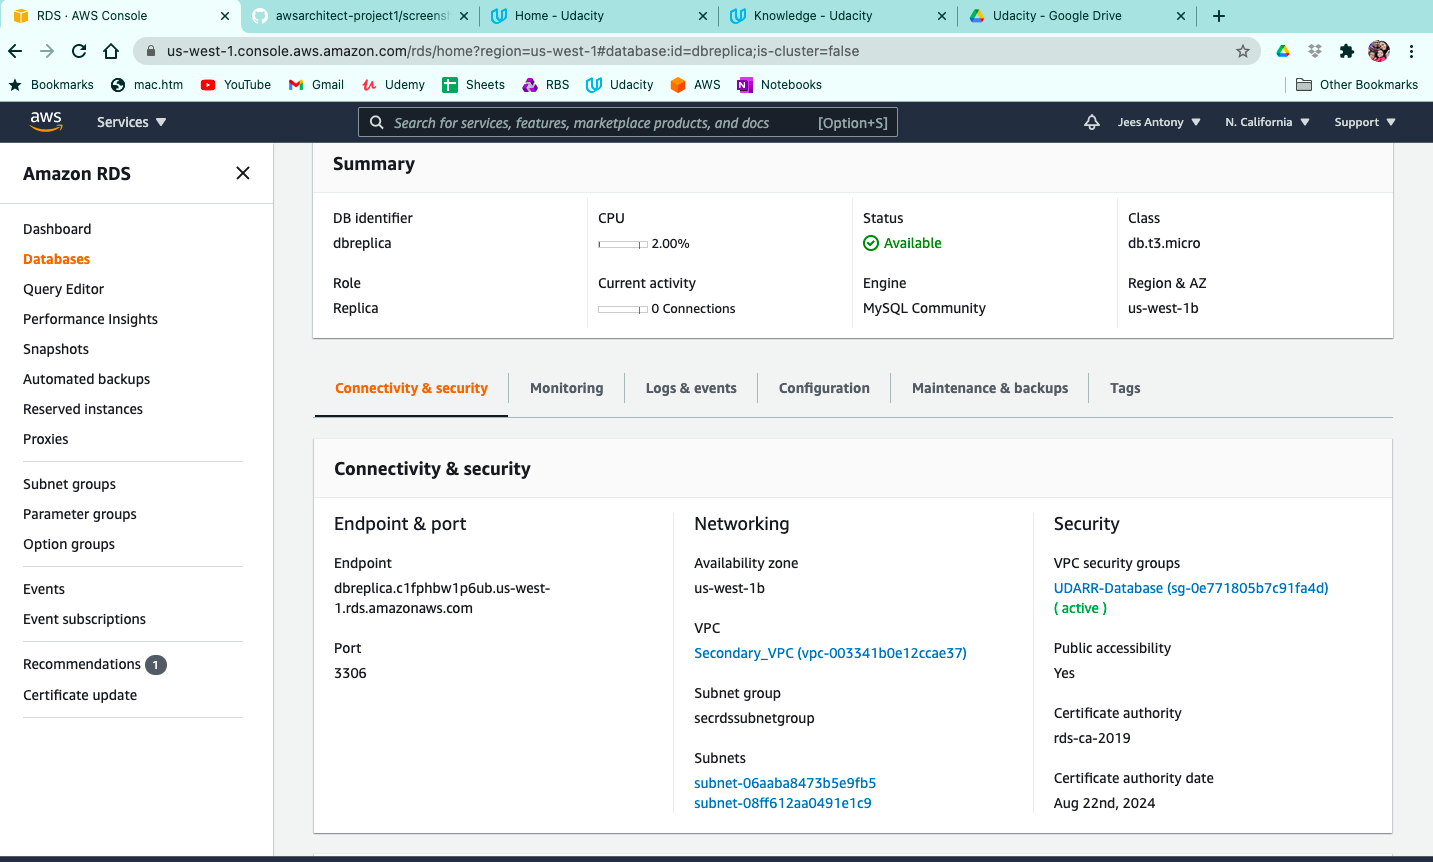 RDS · AWS Console
awsarchitect-project1/screensh
Home - Udacity
Knowledge - Udacity
Udacity - Google Drive
us-west-1.console.aws.amazon.com/rds/home?region=us-west-1#database:id=dbreplica;is-cluster=false
Bookmarks
mac.htm
YouTube
Gmail
Udemy
Sheets
RBS
Udacity
AWS
Notebooks
Other Bookmarks
aws
Services
Search for services, features, marketplace products, and docs
[Option+S]
Jees Antony
N. California
Support
Amazon RDS
Dashboard
Databases
Query Editor
Performance Insights
Snapshots
Automated backups
Reserved instances
Proxies
Subnet groups
Parameter groups
Option groups
Events
Event subscriptions
Recommendations 1
Certificate update
Summary
DB identifier
dbreplica
CPU
2.00%
Status
Available
Class
db.t3.micro
Role
Replica
Current activity
0 Connections
Engine
MySQL Community
Region & AZ
us-west-1b
Connectivity & security
Monitoring
Logs & events
Configuration
Maintenance & backups
Tags
Connectivity & security
Endpoint & port
Endpoint
dbreplica.c1fphbw1p6ub.us-west-
1.rds.amazonaws.com
Port
3306
Networking
Availability zone
us-west-1b
VPC
Secondary_VPC (vpc-003341b0e12ccae37)
Subnet group
secrdssubnetgroup
Subnets
subnet-06aaba8473b5e9fb5
subnet-08ff612aa0491e1c9
Security
VPC security groups
UDARR-Database (sg-0e771805b7c91fa4d)
( active )
Public accessibility
Yes
Certificate authority
rds-ca-2019
Certificate authority date
Aug 22nd, 2024